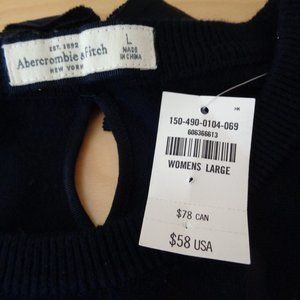 EST. 1892
Abercrombie & Fitch
NEW YORK
L
MADE
IN CHINA
HK
150-490-0104-069
606366613
WOMENS LARGE
$78 CAN
$58 USA